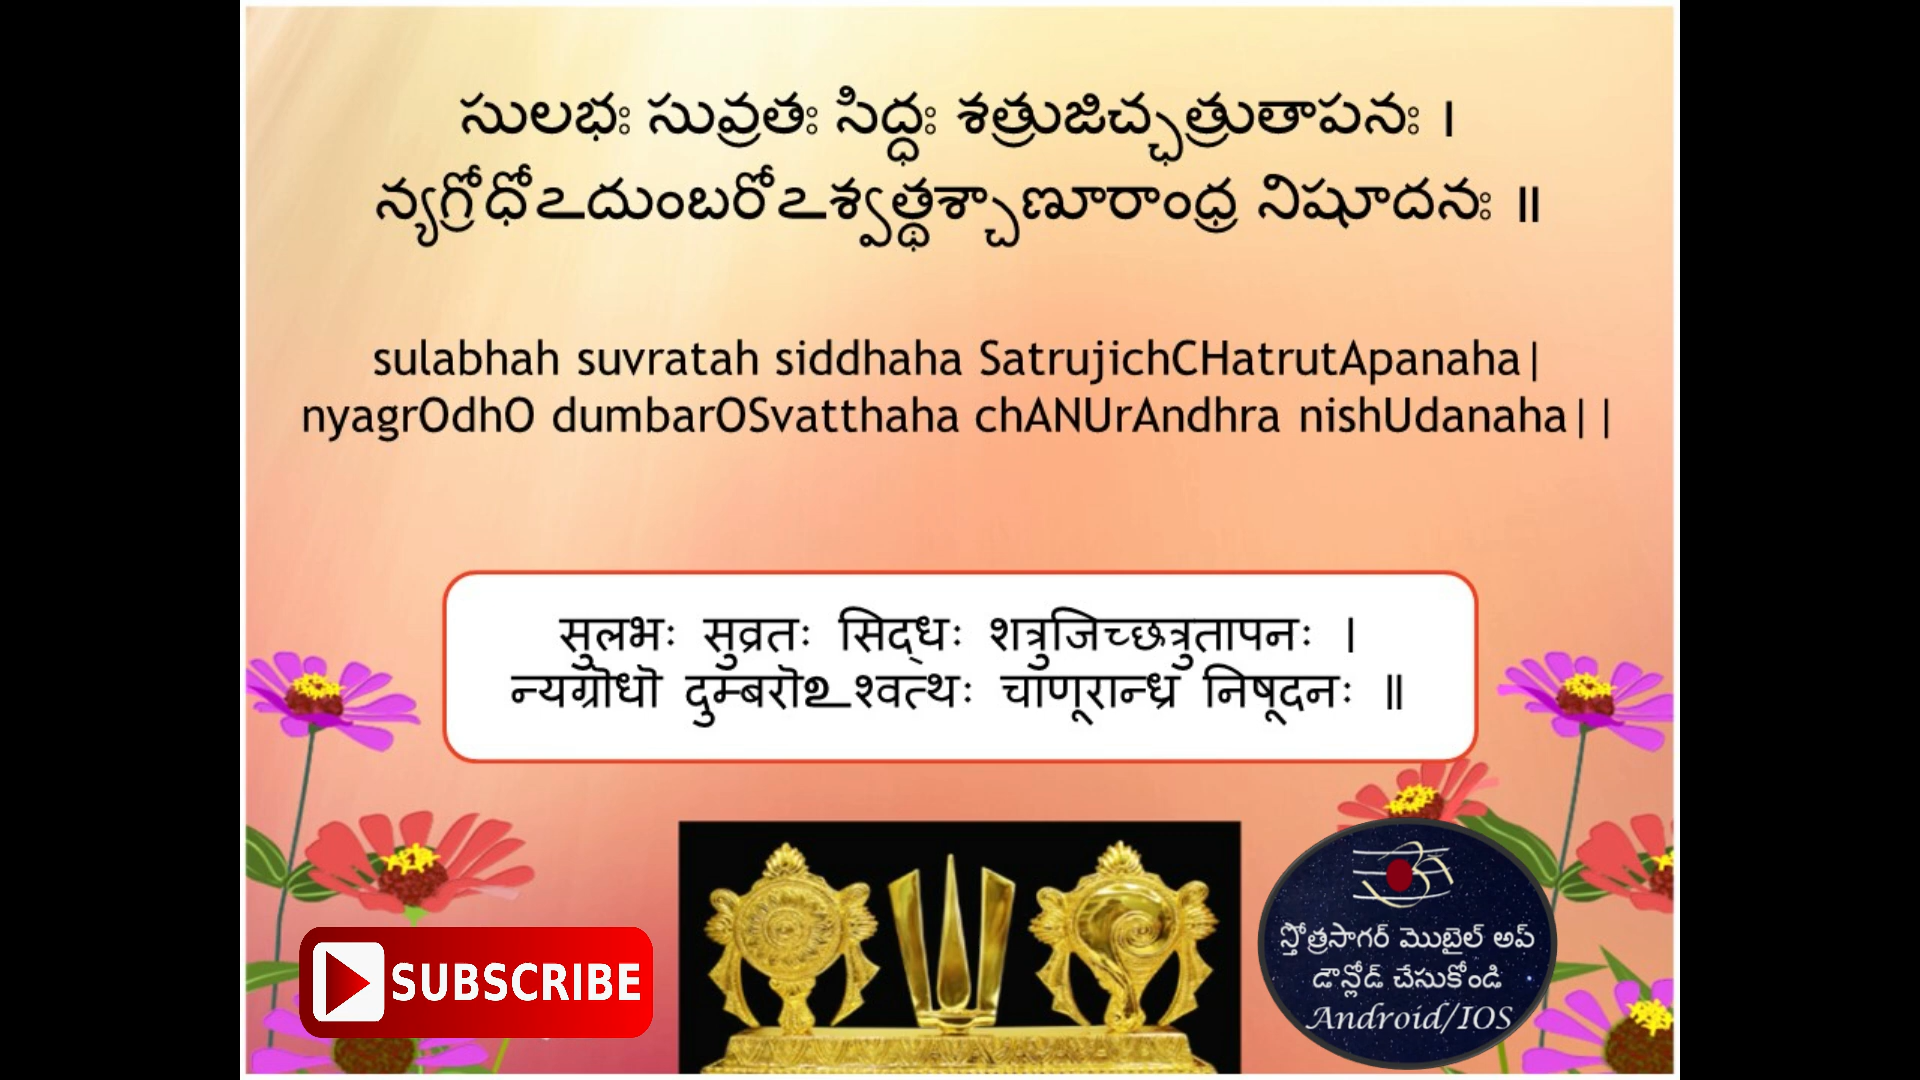 సులభః సువ్రతః సిద్ధః శత్రుజిచ్ఛత్రుతాపనః ।
న్యగ్రోధోఽదుంబరోఽశ్వత్థశ్చాణూరాంధ్ర నిషూదనః ॥
sulabhah suvratah siddhaha SatrujichCHatrutApanaha|
nyagrOdhO dumbarOSvatthaha chANUrAndhra nishUdanaha||
सुलभः सुव्रतः सिद्धः शत्रुजिच्छत्रुतापनः ।
न्यग्रॊधॊ दुम्बरॊఽश्वत्थः चाणूरान्ध्र निषूदनः ॥
SUBSCRIBE
స్తోత్రసాగర్ మొబైల్ అప్
డౌన్లోడ్ చేసుకోండి
Android/IOS